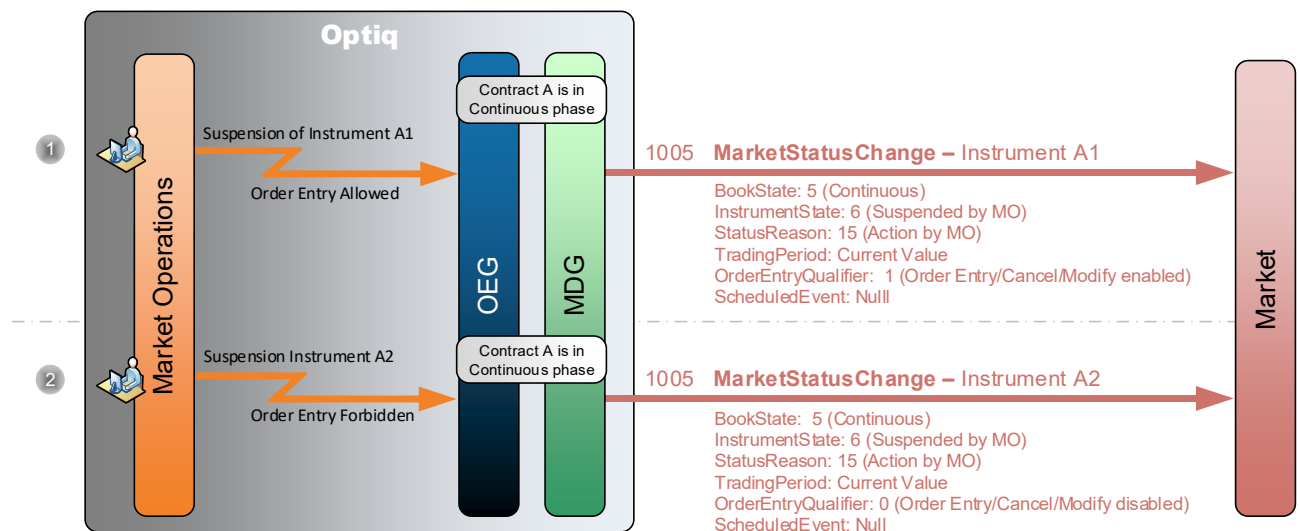 Optiq
Contract A is in
Continuous phase
1
Suspension of Instrument A1
Order Entry Allowed
1005 MarketStatusChange – Instrument A1
BookState: 5 (Continuous)
InstrumentState: 6 (Suspended by MO)
StatusReason: 15 (Action by MO)
TradingPeriod: Current Value
OrderEntryQualifier: 1 (Order Entry/Cancel/Modify enabled)
ScheduledEvent: Nulll
Market Operations
OEG
MDG
Market
Contract A is in
Continuous phase
2
Suspension Instrument A2
Order Entry Forbidden
1005 MarketStatusChange – Instrument A2
BookState: 5 (Continuous)
InstrumentState: 6 (Suspended by MO)
StatusReason: 15 (Action by MO)
TradingPeriod: Current Value
OrderEntryQualifier: 0 (Order Entry/Cancel/Modify disabled)
ScheduledEvent: Null